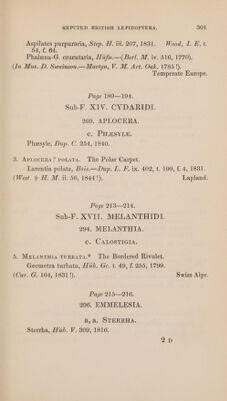 REPUTED BRITISH LEPIDOPTERA. 301
Aspilates purpuraria, Step. H. iii. 207, 1831. Wood, I. E. t.
54, f. 64.
Phalæna-G. cruentaria, Hüfn.—(Berl. M. iv. 516, 1770).
(In Mus. D. Swainson.—Martyn, V. M. Art. Oak. 1785!).
Temperate Europe.
Page 189—194.
Sub-F. XIV. CYDARIDI.
269. APLOCERA.
c. PHÆSYLE.
Phæsyle, Dup. C. 254, 1840.
3. APLOCERA? POLATA. The Polar Carpet.
Larentia polata, Bois.—Dup. L. F. ix. 402, t. 199, f. 4, 1831.
(West. & H. M. ii. 56, 1844!). Lapland.
Page 213—214.
Sub-F. XVII. MELANTHIDI.
294. MELANTHIA.
c. CALOSTIGIA.
5. MELANTHIA TURBATA.* The Bordered Rivulet.
Geometra turbata, Hüb. Ge. t. 49, f. 255, 1799.
(Cur. G. 164, 1831!). Swiss Alps.
Page 215—216.
296. EMMELESIA.
a, a. STERRHA.
Sterrha, Hüb. V. 309, 1816.
2 D